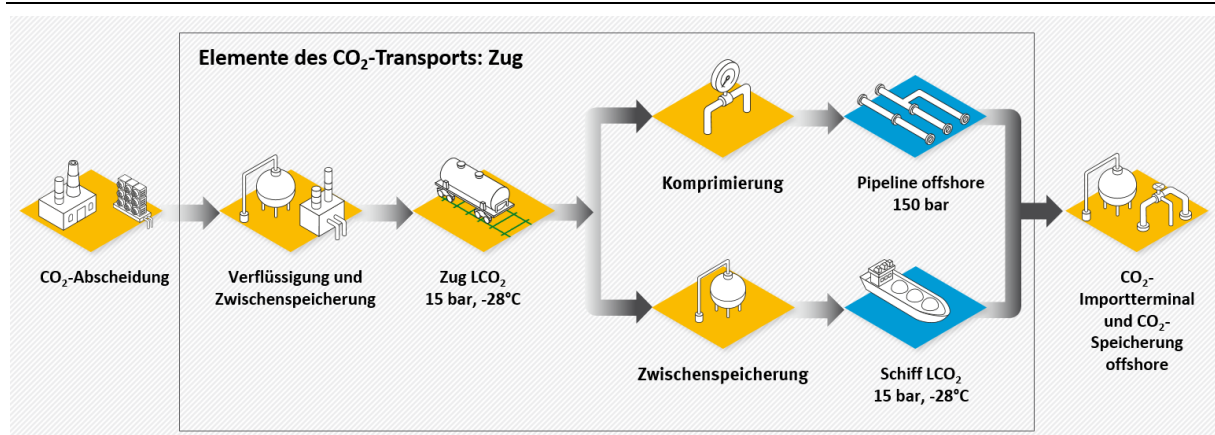 Elemente des CO₂-Transports: Zug
CO₂-Abscheidung
Verflüssigung und
Zwischenspeicherung
Zug LCO₂
15 bar, -28°C
Komprimierung
Pipeline offshore
150 bar
Zwischenspeicherung
Schiff LCO₂
15 bar, -28°C
CO₂-
Importterminal
und CO₂-
Speicherung
offshore